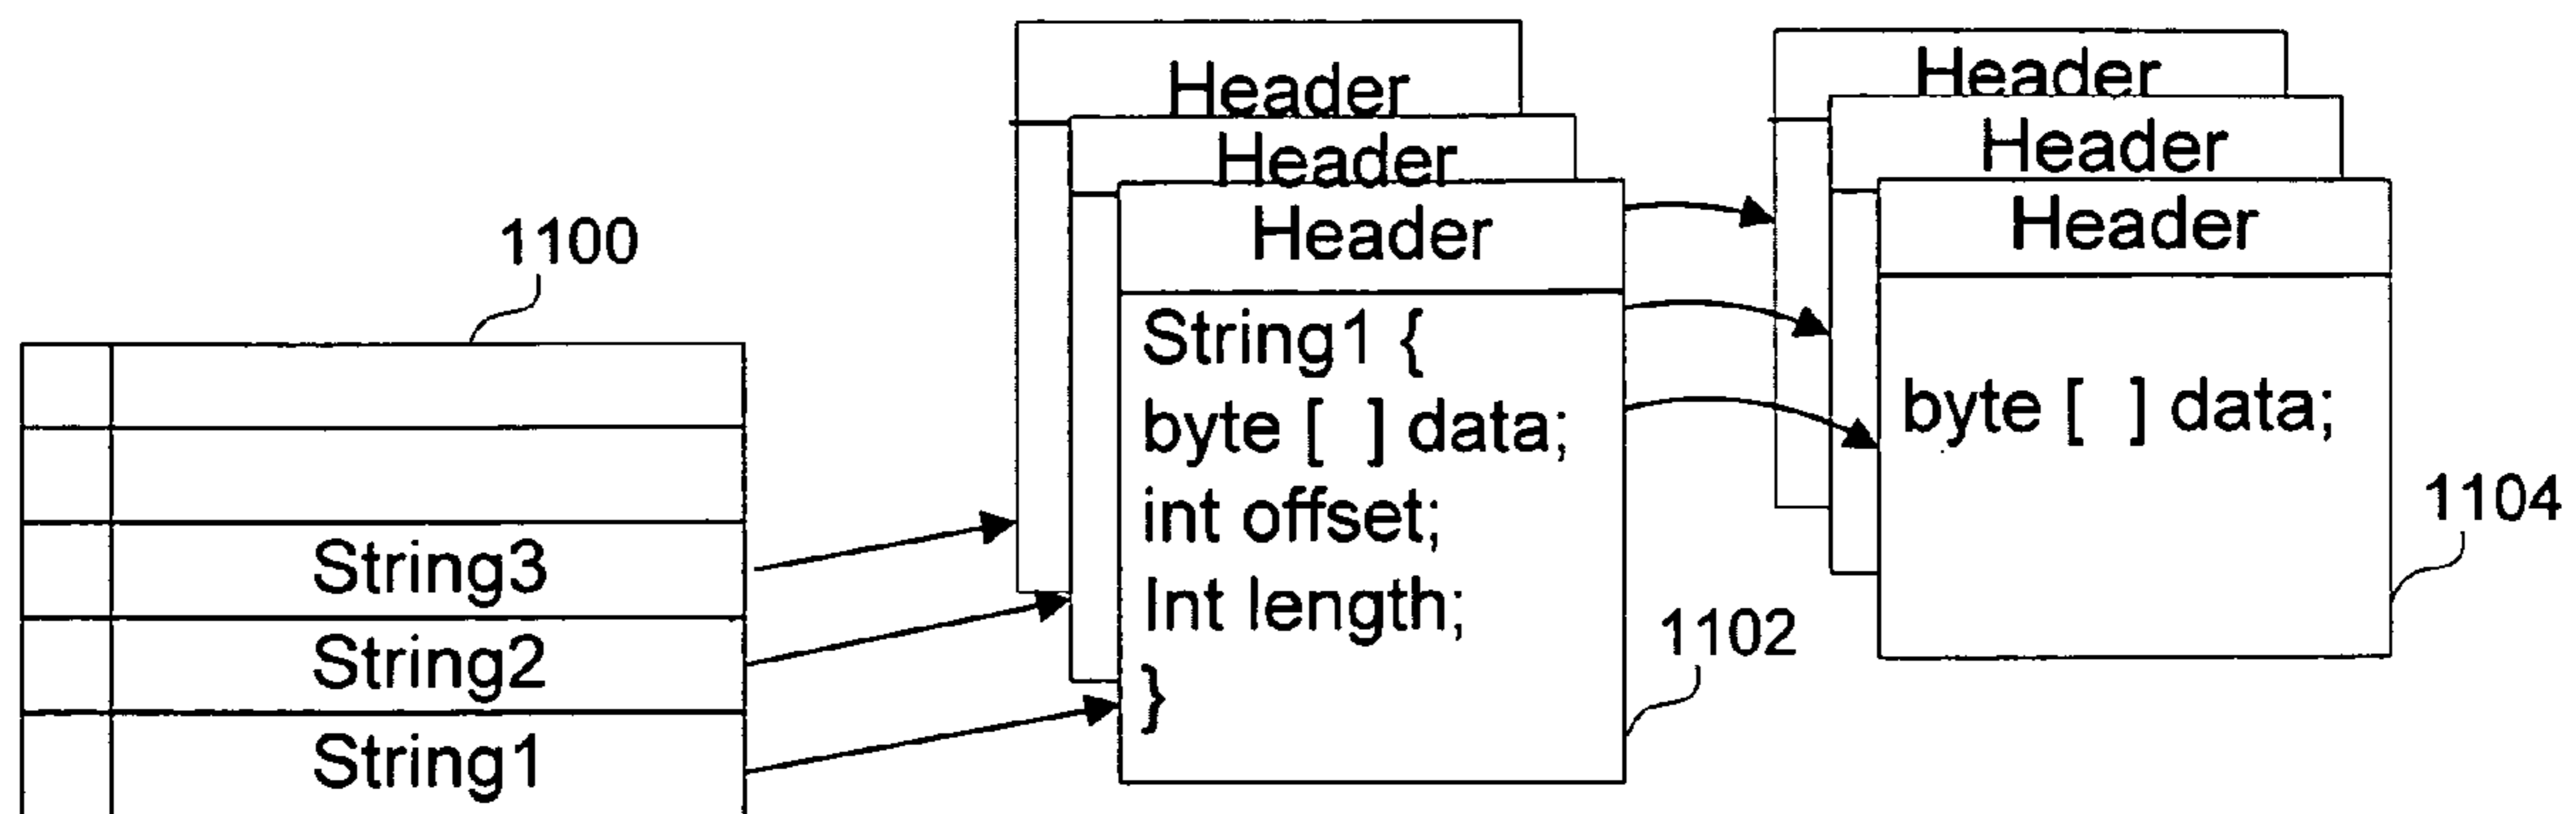 Header
Header
Header
Header
Header
Header
1100
String1 {
byte [ ] data;
int offset;
Int length;
}
byte [ ] data;
1104
1102
String3
String2
String1